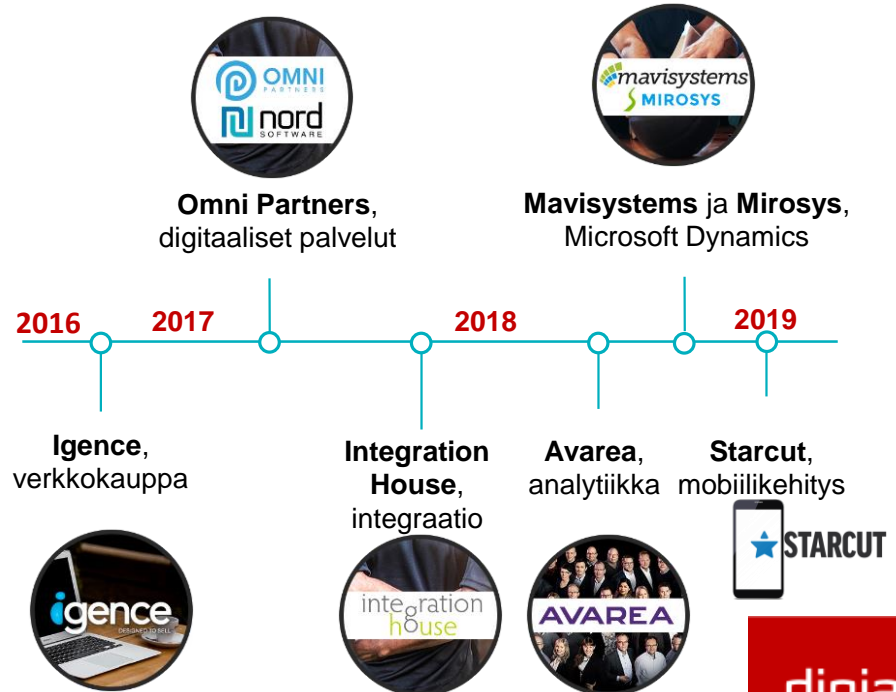 OMNI
PARTNERS
nord
SOFTWARE
mavisystems
MIROSYS
Omni Partners,
digitaaliset palvelut
Mavisystems ja Mirosys,
Microsoft Dynamics
2016
2017
2018
2019
Igence,
verkkokauppa
Integration
House,
integraatio
Avarea,
analytiikka
Starcut,
mobiilikehitys
igence
DESIGNED TO SELL
integration
house
AVAREA
STARCUT